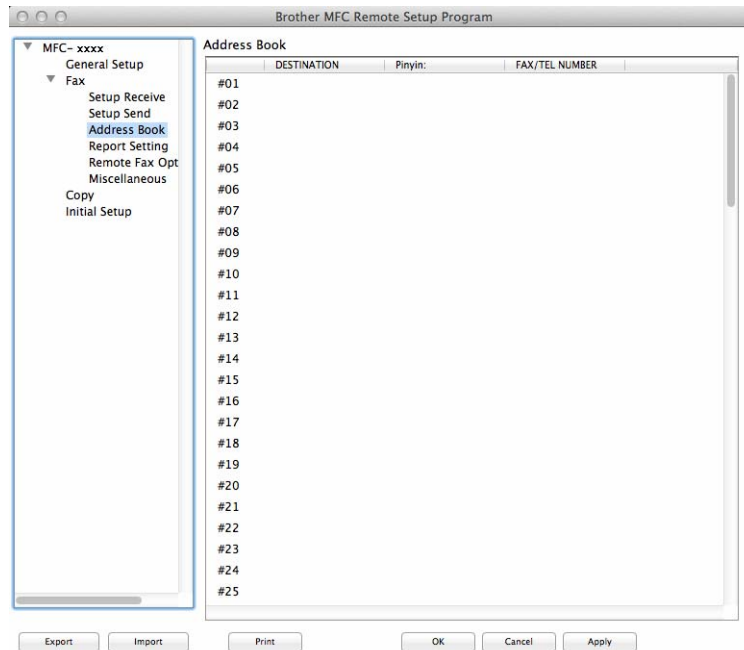 Brother MFC Remote Setup Program
MFC- xxxx
General Setup
Fax
Setup Receive
Setup Send
Address Book
Report Setting
Remote Fax Opt
Miscellaneous
Copy
Initial Setup
Address Book
DESTINATION Pinyin: FAX/TEL NUMBER
#01
#02
#03
#04
#05
#06
#07
#08
#09
#10
#11
#12
#13
#14
#15
#16
#17
#18
#19
#20
#21
#22
#23
#24
#25
Export Import Print OK Cancel Apply